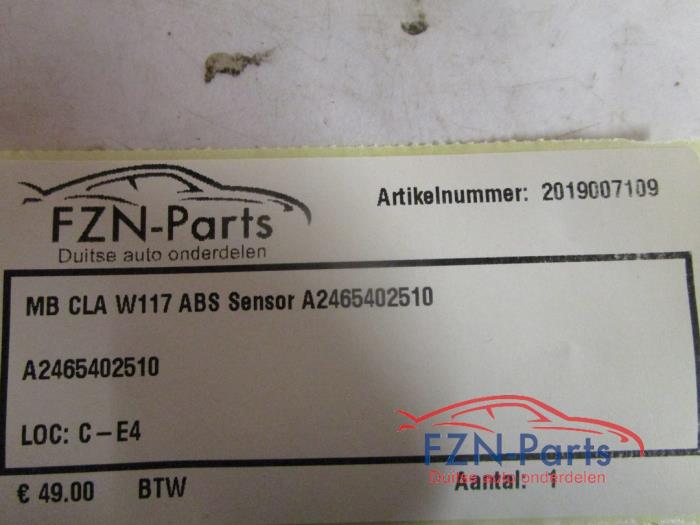 FZN-Parts
Duitse auto onderdelen
Artikelnummer: 2019007109
MB CLA W117 ABS Sensor A2465402510
A2465402510
LOC: C-E4
FZN-Parts
Duitse auto onderdelen
€ 49.00 BTW
Aantal: 1